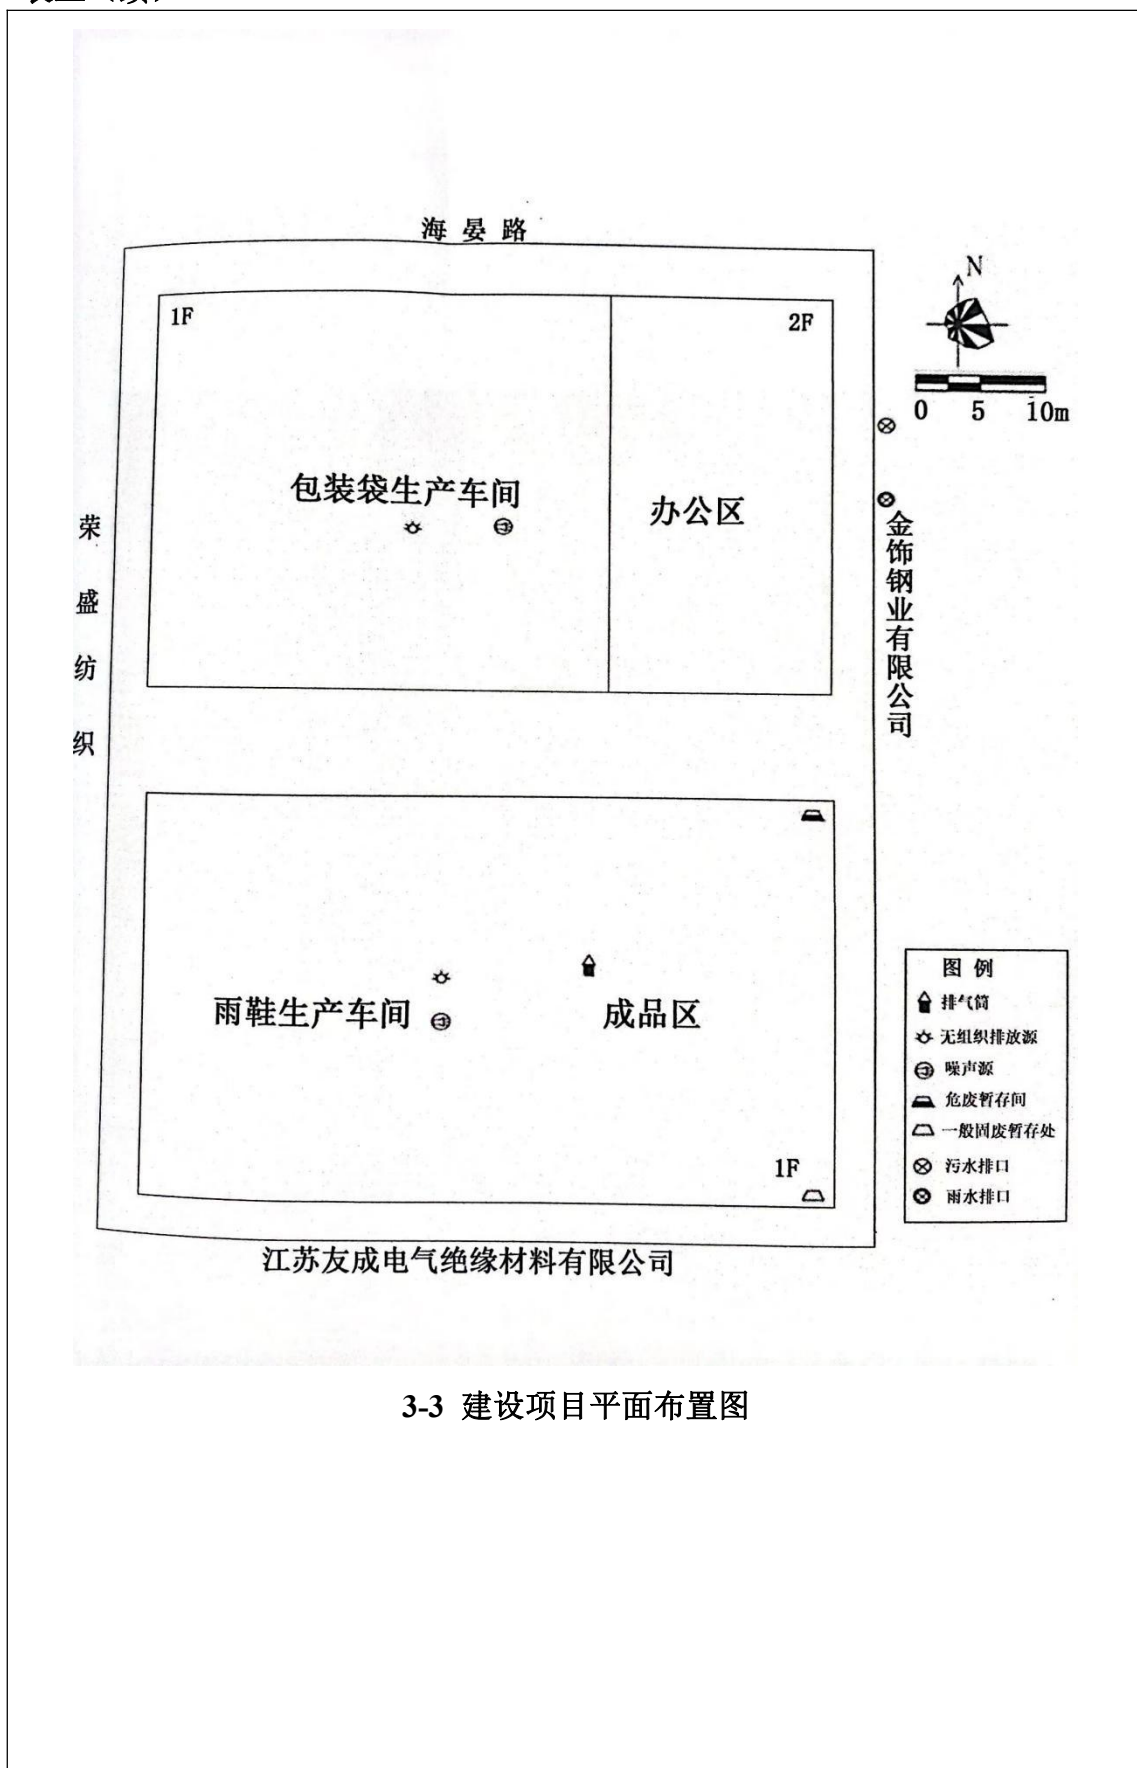 海晏路
N
1F
2F
0 5 10m
包装袋生产车间
办公区
荣盛纺织
金饰钢业有限公司
雨鞋生产车间
成品区
1F
图例
排气筒
无组织排放源
噪声源
危废暂存间
一般固废暂存处
污水排口
雨水排口
江苏友成电气绝缘材料有限公司
3-3 建设项目平面布置图